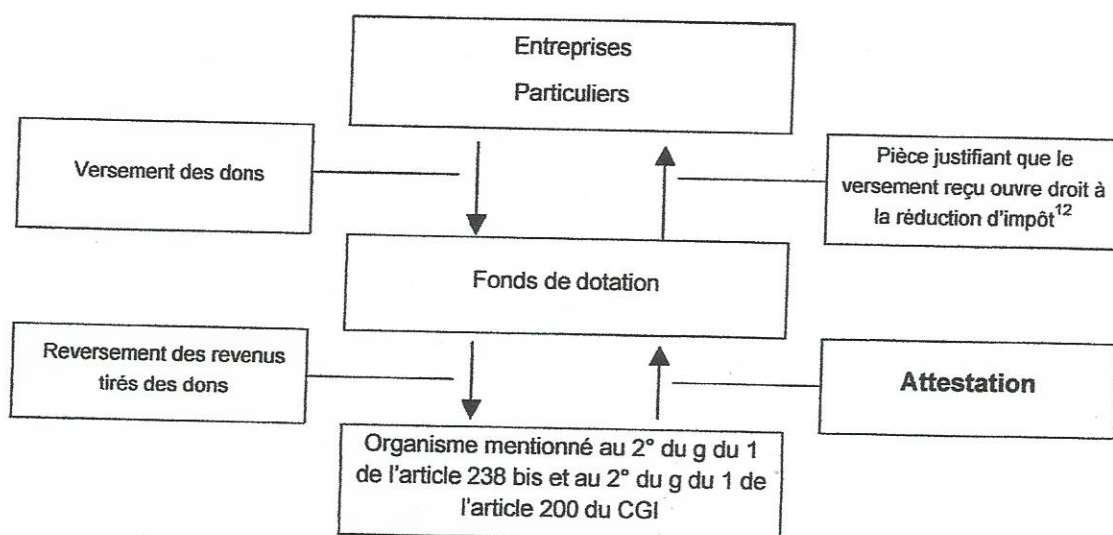 Entreprises
Particuliers
Versement des dons
Pièce justifiant que le
versement reçu ouvre droit à
la réduction d'impôt12
Fonds de dotation
Reversement des revenus
tirés des dons
Attestation
Organisme mentionné au 2° du g du 1
de l'article 238 bis et au 2° du g du 1 de
l'article 200 du CGI